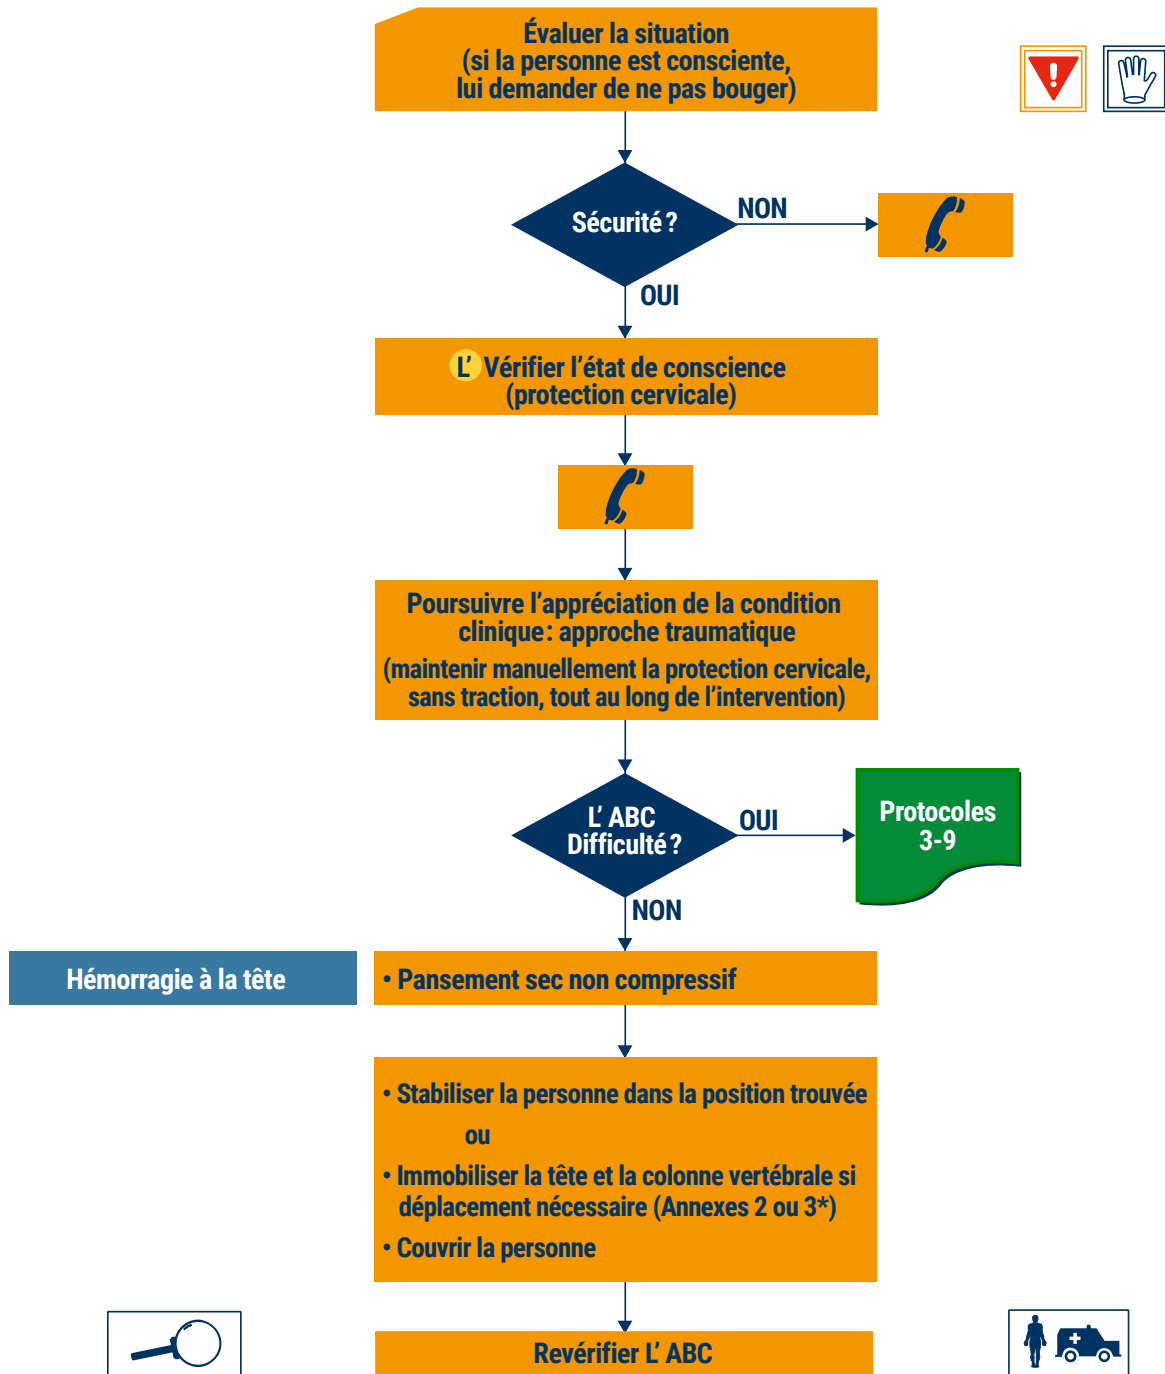 Évaluer la situation
(si la personne est consciente,
lui demander de ne pas bouger)
!
Sécurité ?
NON
OUI
L' Vérifier l'état de conscience
(protection cervicale)
Poursuivre l'appréciation de la condition
clinique : approche traumatique
(maintenir manuellement la protection cervicale,
sans traction, tout au long de l'intervention)
L' ABC
Difficulté ?
OUI
Protocoles
3-9
NON
Hémorragie à la tête
• Pansement sec non compressif
• Stabiliser la personne dans la position trouvée
ou
• Immobiliser la tête et la colonne vertébrale si
déplacement nécessaire (Annexes 2 ou 3*)
• Couvrir la personne
Revérifier L' ABC